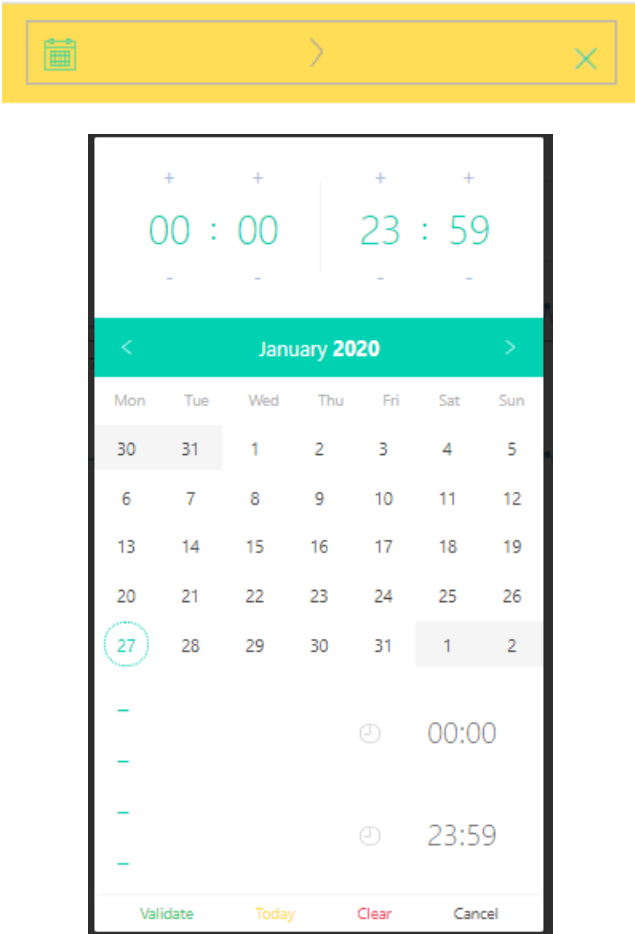 + + + +
00 : 00 23 : 59
- - - -
< January 2020 >
Mon Tue Wed Thu Fri Sat Sun
30 31 1 2 3 4 5
6 7 8 9 10 11 12
13 14 15 16 17 18 19
20 21 22 23 24 25 26
27 28 29 30 31 1 2
–
00:00
–
–
23:59
–
Validate Today Clear Cancel